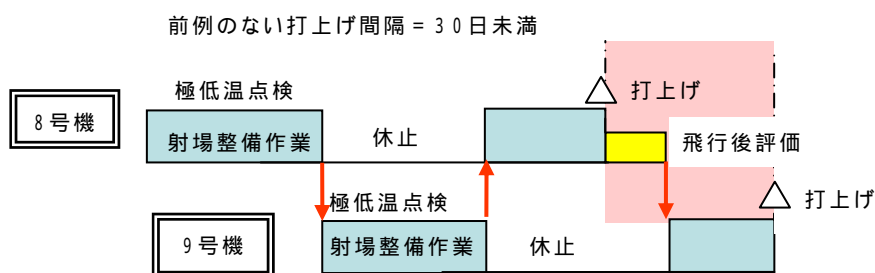 前例のない打上げ間隔=30日未満
極低温点検
打上げ
8号機
射場整備作業
休止
飛行後評価
極低温点検
打上げ
9号機
射場整備作業
休止